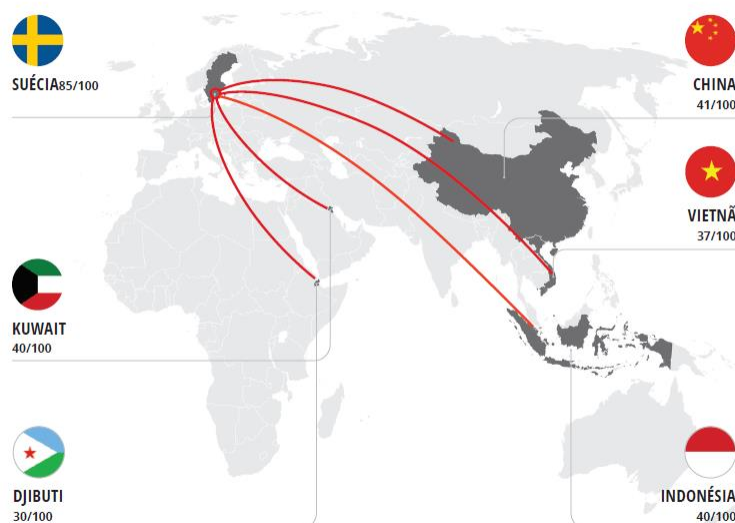 SUÉCIA85/100
CHINA
41/100
VIETNÃ
37/100
KUWAIT
40/100
DJIBUTI
30/100
INDONÉSIA
40/100